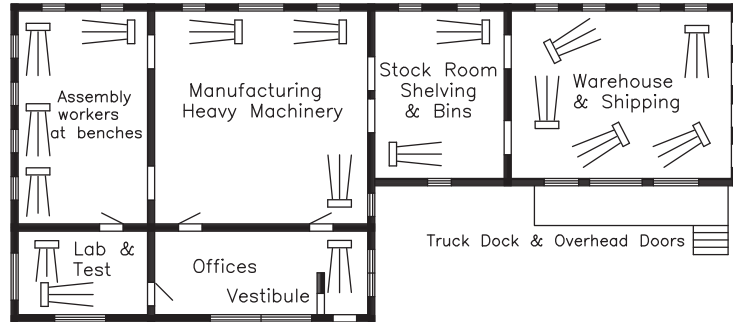 Assembly
workers
at benches
Manufacturing
Heavy Machinery
Stock Room
Shelving
& Bins
Warehouse
& Shipping
Lab &
Test
Offices
Vestibule
Truck Dock & Overhead Doors